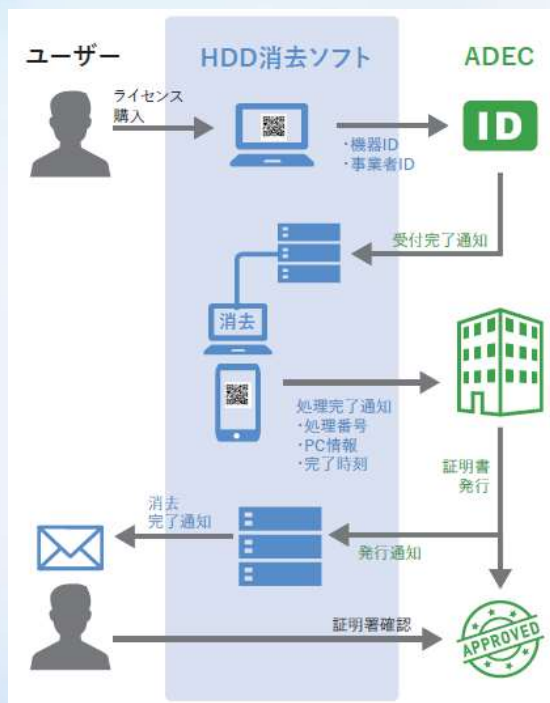 ユーザー
HDD消去ソフト
ADEC
ライセンス
購入
・機器ID
・事業者ID
ID
受付完了通知
消去
処理完了通知
・処理番号
・PC情報
・完了時刻
証明書
発行
消去
完了通知
発行通知
証明署確認
APPROVED